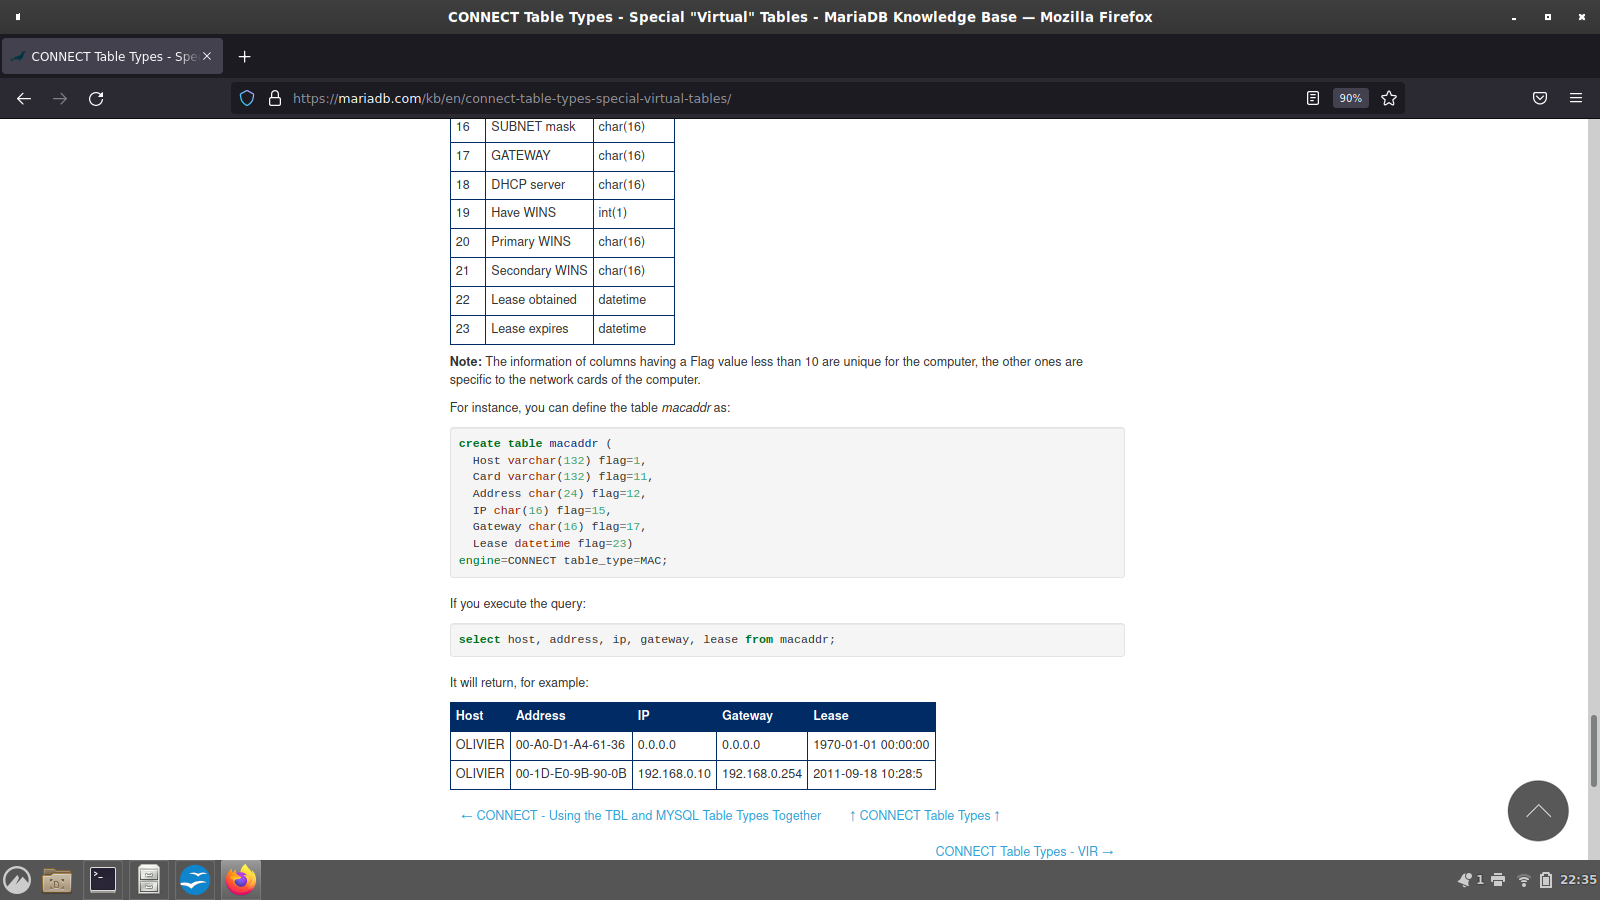 CONNECT Table Types - Special "Virtual" Tables - MariaDB Knowledge Base — Mozilla Firefox
CONNECT Table Types - Spe
https://mariadb.com/kb/en/connect-table-types-special-virtual-tables/
90%
16 SUBNET mask char(16)
17 GATEWAY char(16)
18 DHCP server char(16)
19 Have WINS int(1)
20 Primary WINS char(16)
21 Secondary WINS char(16)
22 Lease obtained datetime
23 Lease expires datetime
Note: The information of columns having a Flag value less than 10 are unique for the computer, the other ones are
specific to the network cards of the computer.
For instance, you can define the table macaddr as:
create table macaddr (
Host varchar(132) flag=1,
Card varchar(132) flag=11,
Address char(24) flag=12,
IP char(16) flag=15,
Gateway char(16) flag=17,
Lease datetime flag=23)
engine=CONNECT table_type=MAC;
If you execute the query:
select host, address, ip, gateway, lease from macaddr;
It will return, for example:
Host Address IP Gateway Lease
OLIVIER 00-A0-D1-A4-61-36 0.0.0.0 0.0.0.0 1970-01-01 00:00:00
OLIVIER 00-1D-E0-9B-90-0B 192.168.0.10 192.168.0.254 2011-09-18 10:28:5
← CONNECT - Using the TBL and MYSQL Table Types Together ↑ CONNECT Table Types ↑
CONNECT Table Types - VIR →
1 22:35